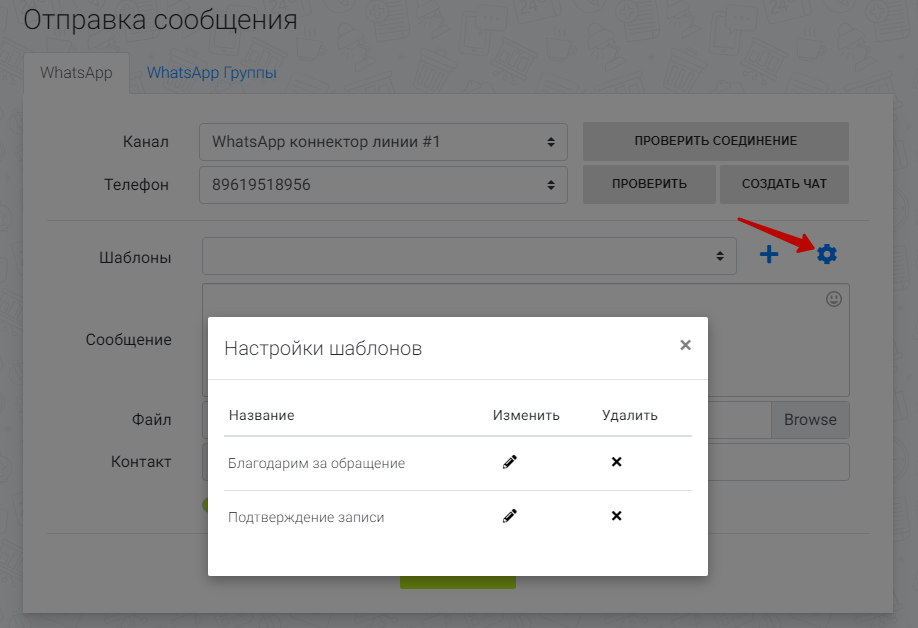 Отправка сообщения
WhatsApp WhatsApp Группы
Канал WhatsApp коннектор линии #1 ПРОВЕРИТЬ СОЕДИНЕНИЕ
Телефон 89619518956 ПРОВЕРИТЬ СОЗДАТЬ ЧАТ
Шаблоны
Сообщение
Настройки шаблонов
Название Изменить Удалить
Благодарим за обращение
Подтверждение записи
Файл Browse
Контакт